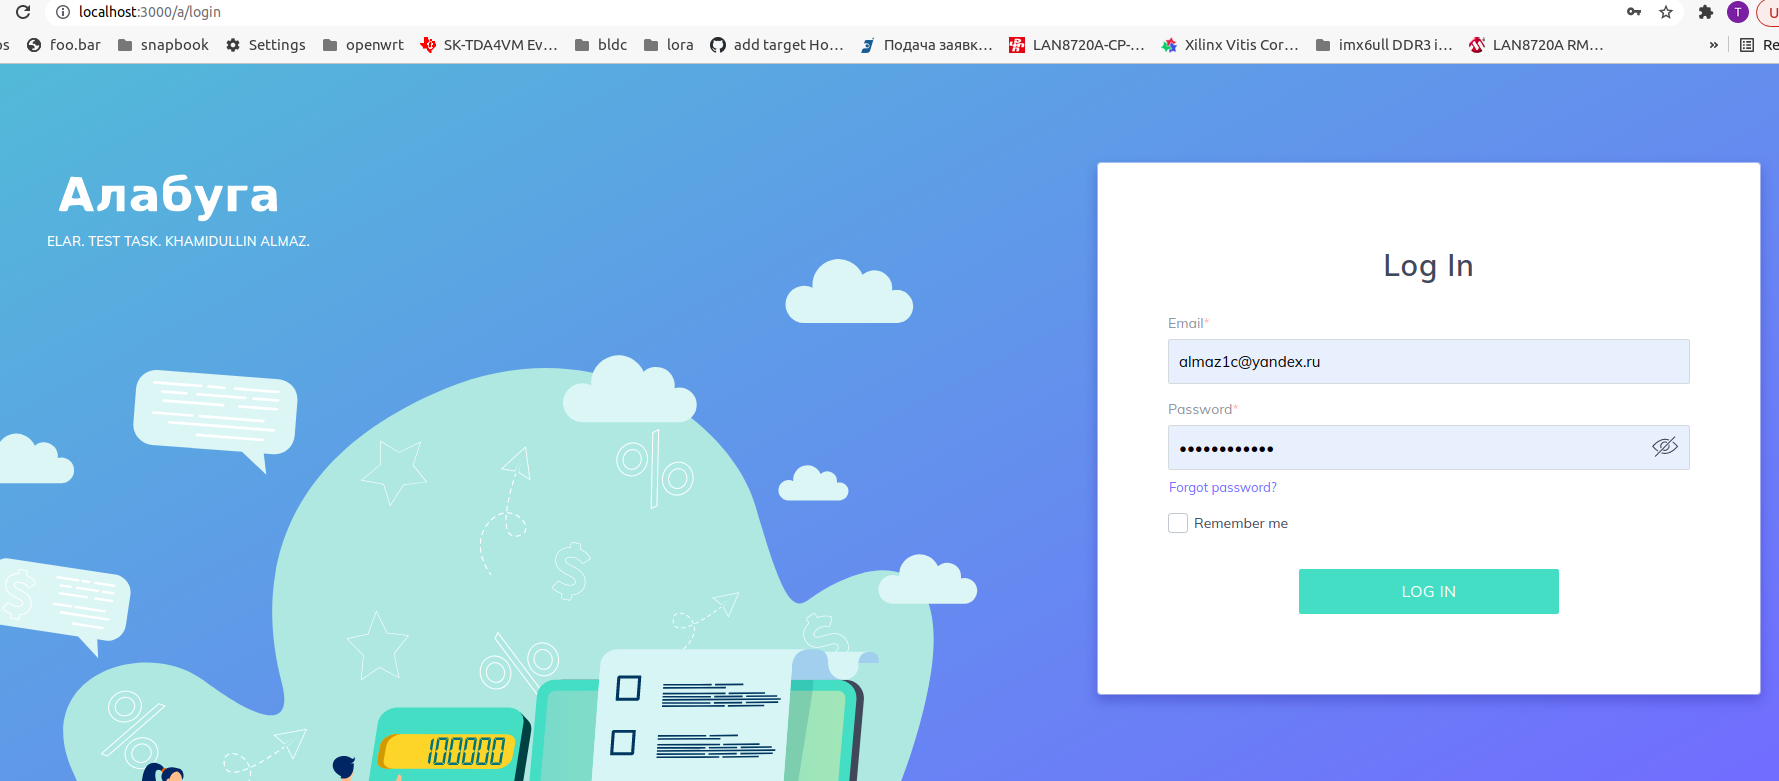 localhost:3000/a/login
T
foo.bar snapbook Settings openwrt SK-TDA4VM Ev… bldc lora add target Ho… Подача заявк… LAN8720A-CP-… Xilinx Vitis Cor… imx6ull DDR3 i… LAN8720A RM… »
Алабуга
ELAR. TEST TASK. KHAMIDULLIN ALMAZ.
Log In
Email*
almaz1c@yandex.ru
Password*
••••••••••••
Forgot password?
Remember me
LOG IN
100000